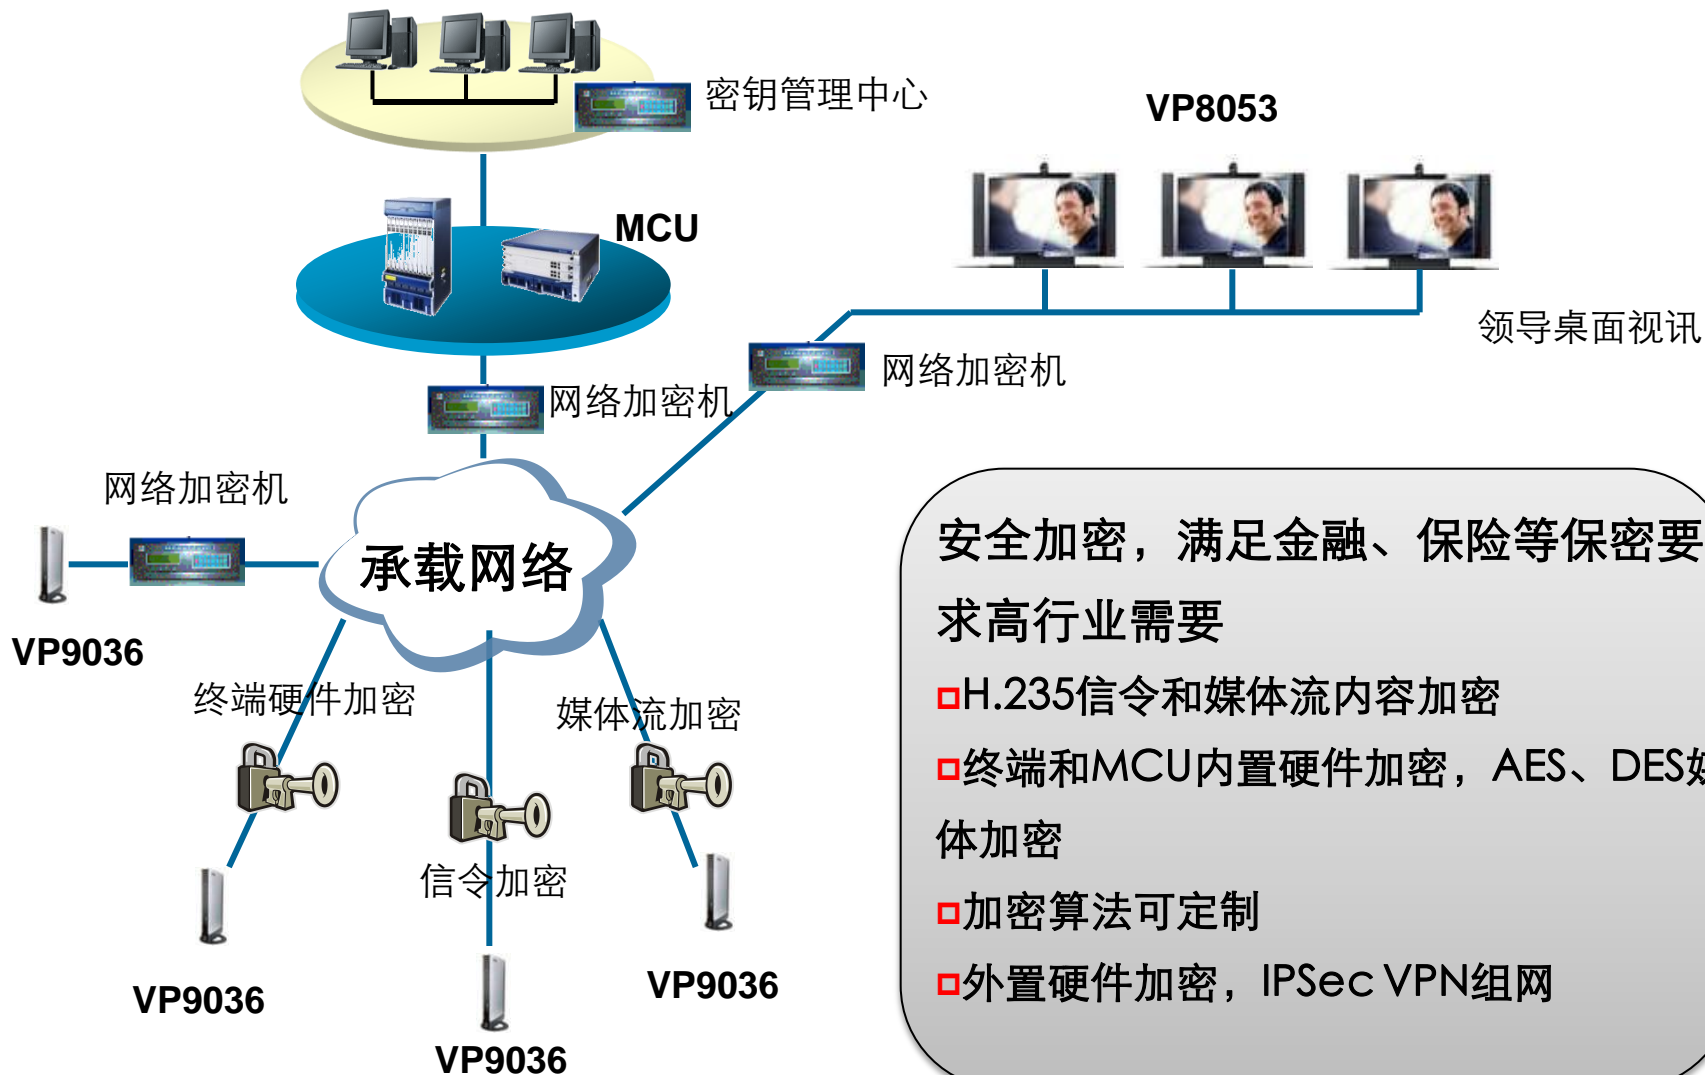 密钥管理中心
VP8053
MCU
领导桌面视讯
网络加密机
网络加密机
网络加密机
承载网络
VP9036
终端硬件加密
媒体流加密
信令加密
VP9036
VP9036
VP9036
安全加密，满足金融、保险等保密要
求高行业需要
H.235信令和媒体流内容加密
终端和MCU内置硬件加密，AES、DES媒
体加密
加密算法可定制
外置硬件加密，IPSec VPN组网